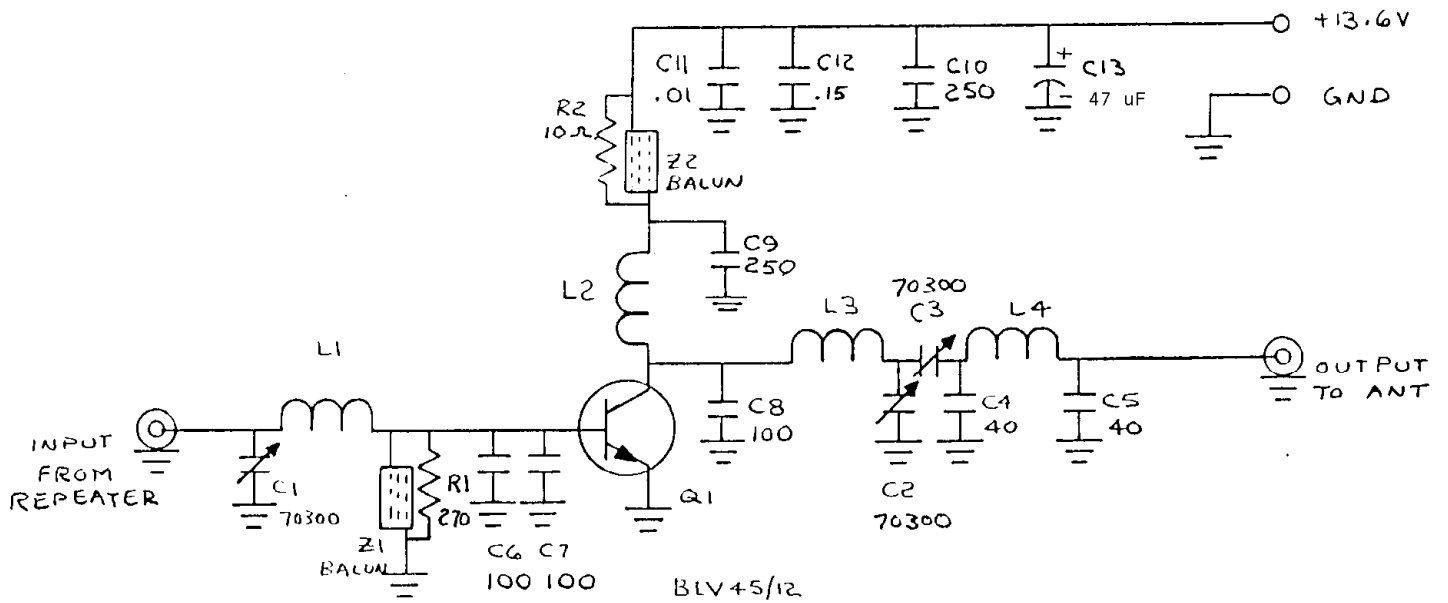 +13.6V
C11
.01
C12
.15
C10
250
+
C13
- 47 uF
GND
R2
10Ω
Z2
BALUN
C9
250
L2
70300
C3
L3
L4
L1
OUTPUT
TO ANT
C8
100
C4
40
C5
40
INPUT
FROM
REPEATER
C1
70300
R1
270
Q1
C2
70300
Z1
BALUN
C6 C7
100 100
BLV45/12